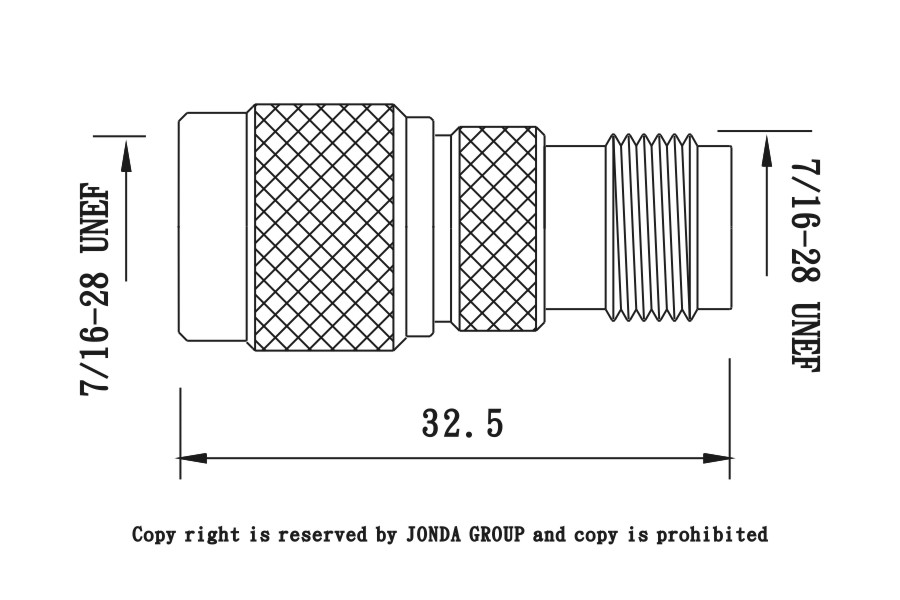 7/16-28 UNEF
7/16-28 UNEF
32.5
Copy right is reserved by JONDA GROUP and copy is prohibited